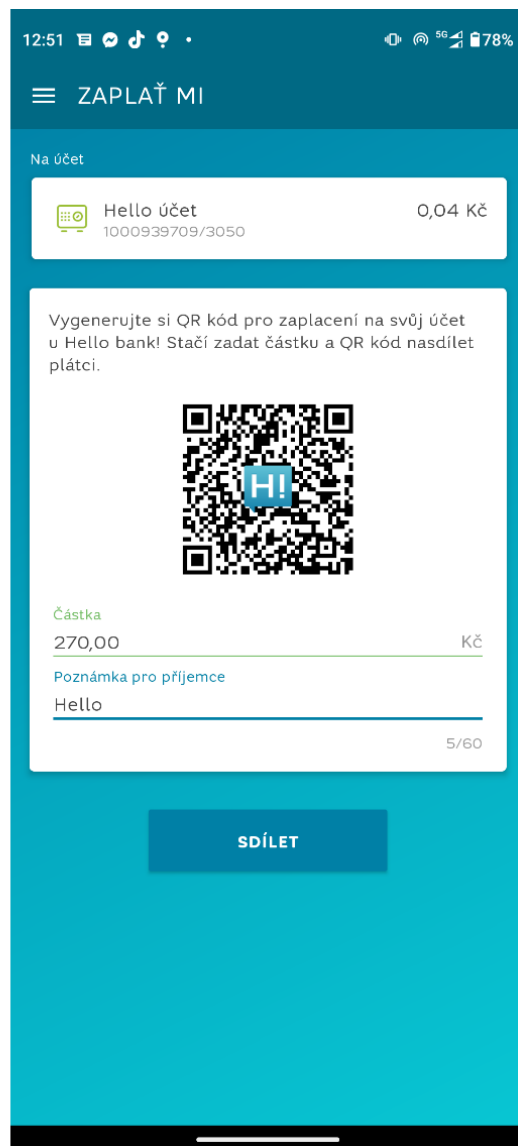 12:51
5G 78%
ZAPLAŤ MI
Na účet
Hello účet 0,04 Kč
1000939709/3050
Vygenerujte si QR kód pro zaplacení na svůj účet
u Hello bank! Stačí zadat částku a QR kód nasdílet
plátci.
H!
Částka
270,00 Kč
Poznámka pro příjemce
Hello
5/60
SDÍLET